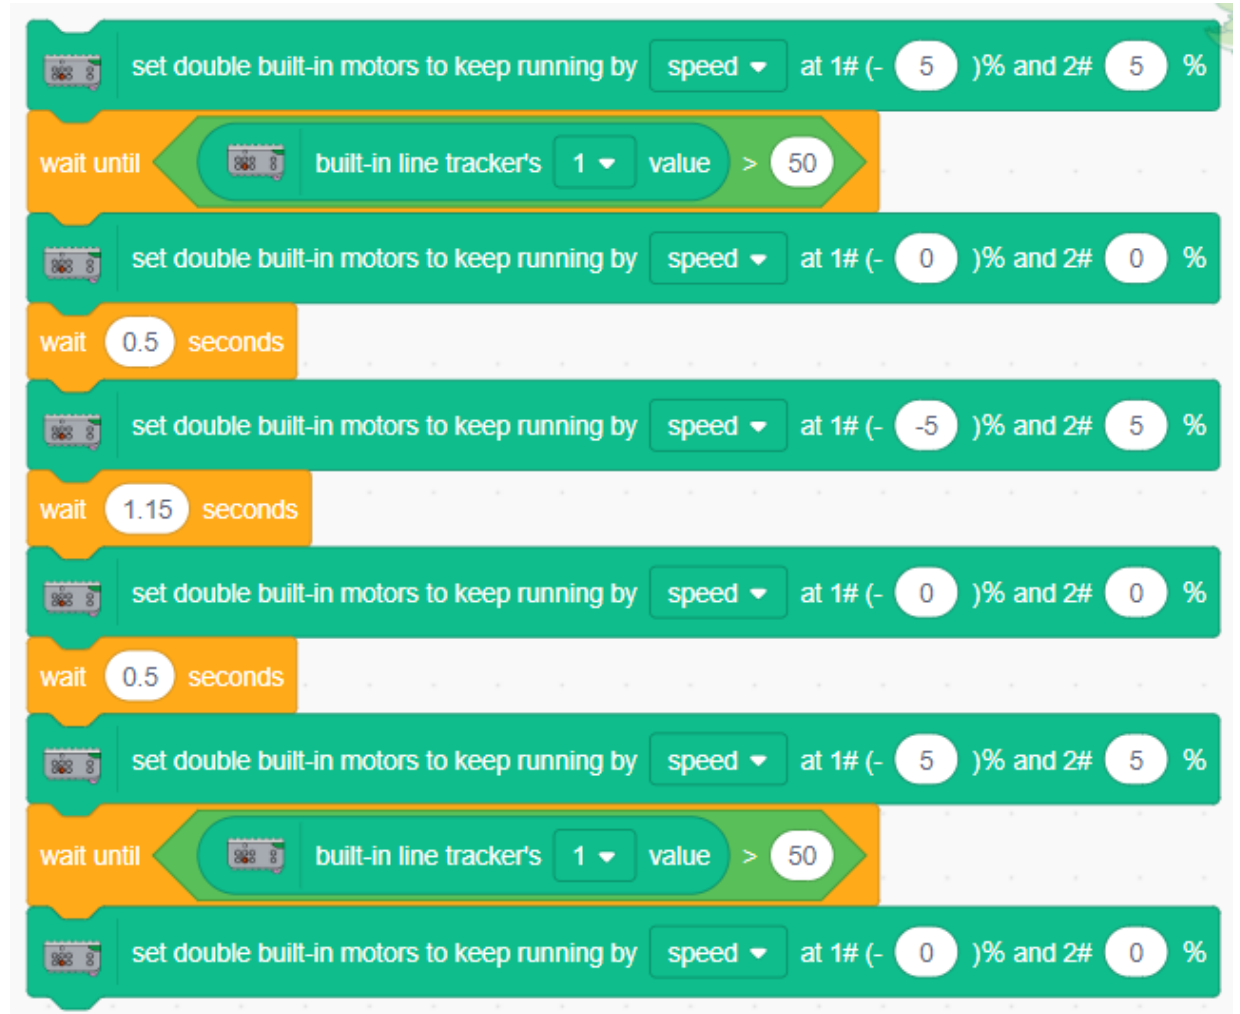 set double built-in motors to keep running by speed at 1# (- 5 )% and 2# 5 %
wait until built-in line tracker's 1 value > 50
set double built-in motors to keep running by speed at 1# (- 0 )% and 2# 0 %
wait 0.5 seconds
set double built-in motors to keep running by speed at 1# (- -5 )% and 2# 5 %
wait 1.15 seconds
set double built-in motors to keep running by speed at 1# (- 0 )% and 2# 0 %
wait 0.5 seconds
set double built-in motors to keep running by speed at 1# (- 5 )% and 2# 5 %
wait until built-in line tracker's 1 value > 50
set double built-in motors to keep running by speed at 1# (- 0 )% and 2# 0 %